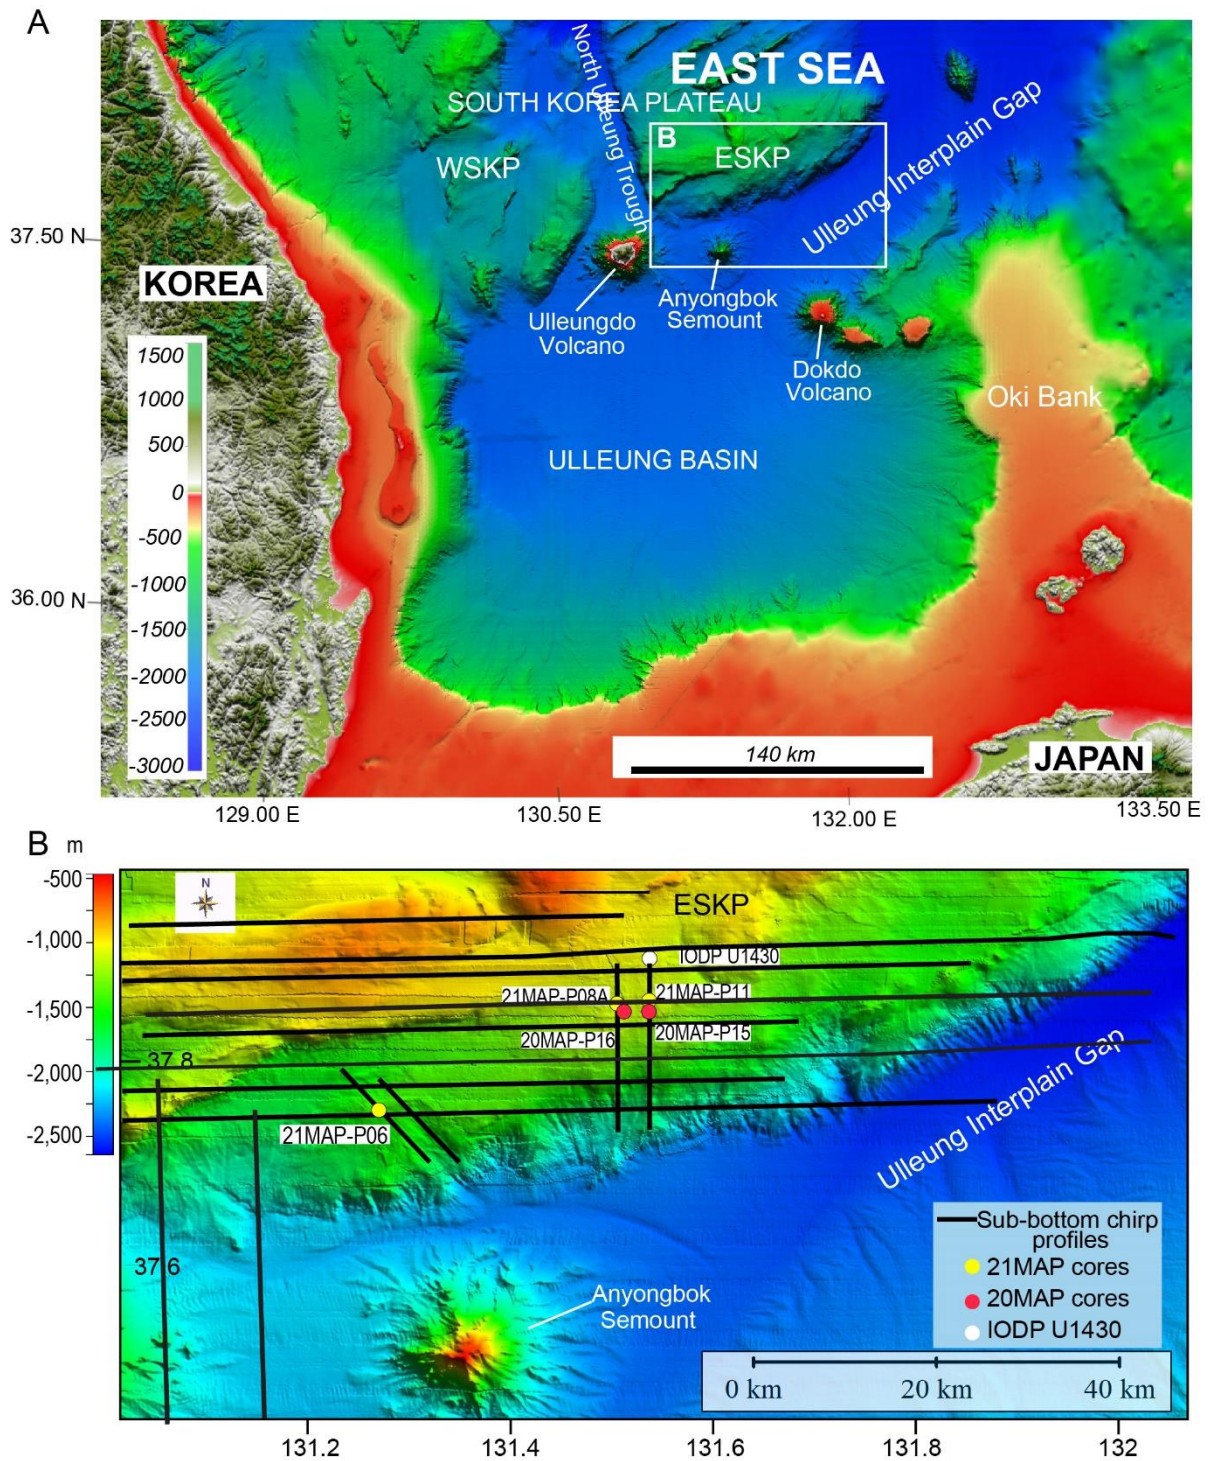 A
EAST SEA
North Ulleung Trough
SOUTH KOREA PLATEAU
B
ESKP
WSKP
Ulleung Interplain Gap
37.50 N
KOREA
Ulleungdo
Volcano
Anyongbok
Semount
Dokdo
Volcano
Oki Bank
1500
1000
500
0
-500
-1000
-1500
-2000
-2500
-3000
ULLEUNG BASIN
36.00 N
140 km
JAPAN
129.00 E
130.50 E
132.00 E
133.50 E
B m
-500
-1,000
-1,500
-2,000
-2,500
N
ESKP
IODP U1430
21MAP-P08A
21MAP-P11
20MAP-P16
20MAP-P15
37.8
21MAP-P06
Ulleung Interplain Gap
37.6
Anyongbok
Semount
Sub-bottom chirp
profiles
21MAP cores
20MAP cores
IODP U1430
0 km 20 km 40 km
131.2
131.4
131.6
131.8
132